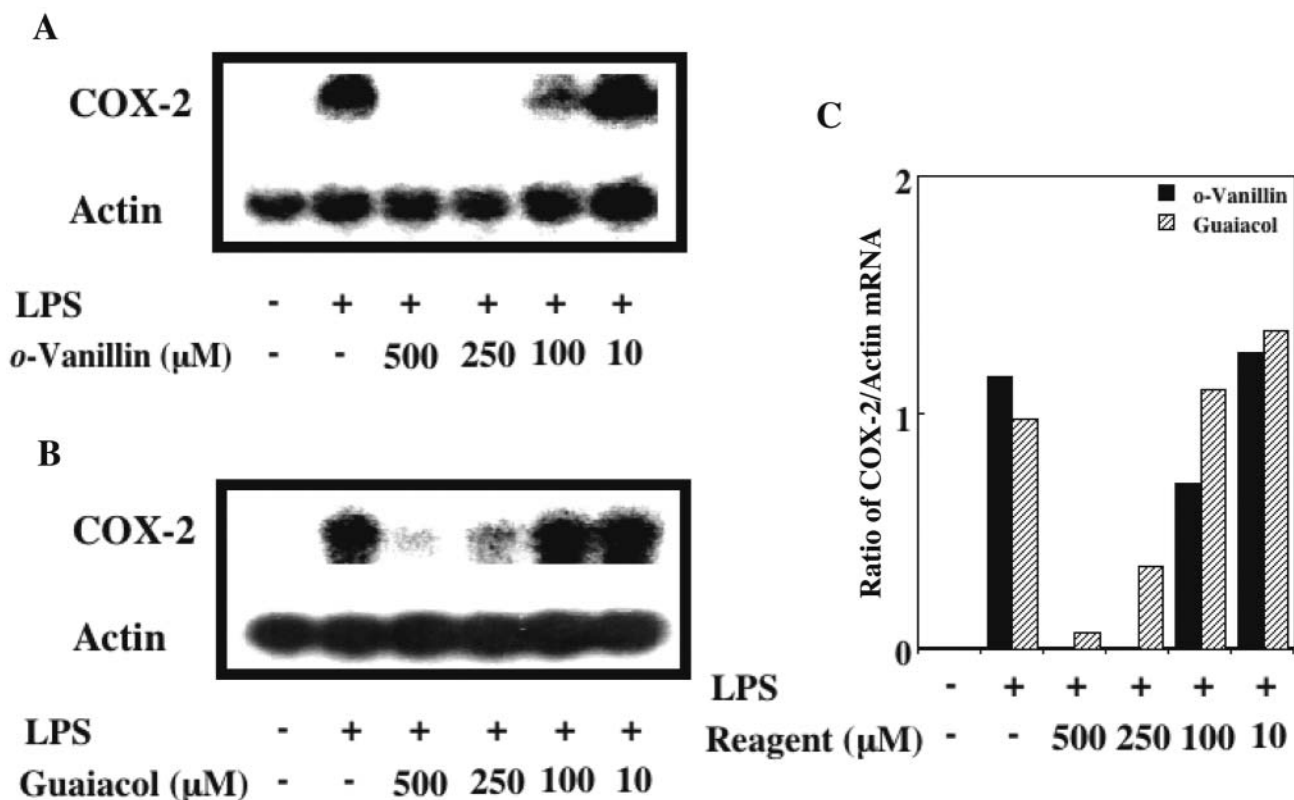 A
COX-2
Actin
LPS - + + + + +
o-Vanillin (μM) - - 500 250 100 10
B
COX-2
Actin
LPS - + + + + +
Guaiacol (μM) - - 500 250 100 10
C
2
o-Vanillin
Guaiacol
Ratio of COX-2/Actin mRNA
1
0
LPS - + + + + +
Reagent (μM) - - 500 250 100 10